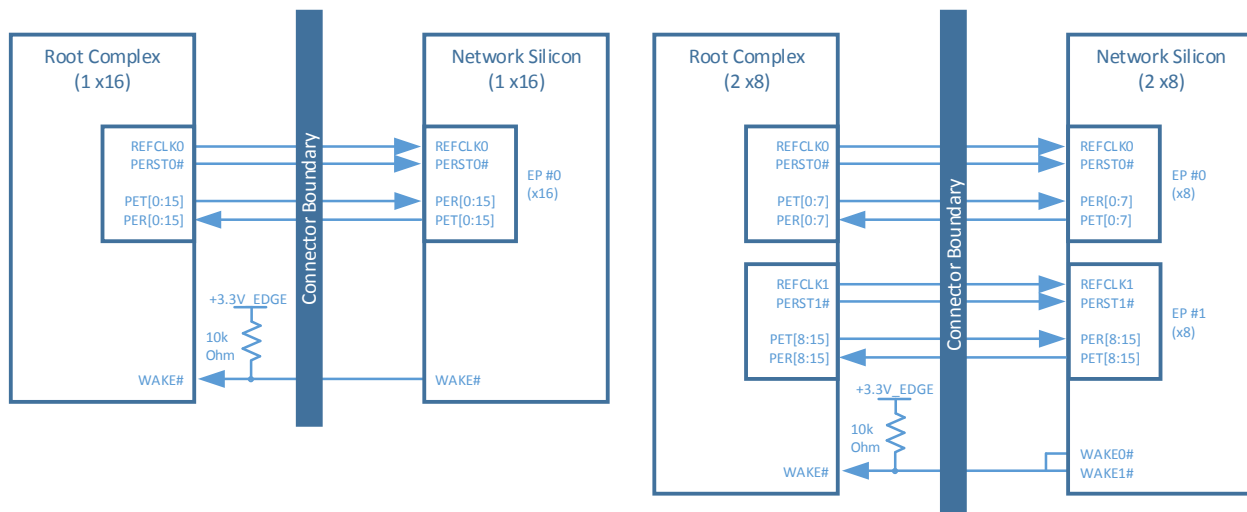 Root Complex
(1 x16)
Network Silicon
(1 x16)
REFCLK0
PERST0#
PET[0:15]
PER[0:15]
REFCLK0
PERST0#
PER[0:15]
PET[0:15]
EP #0
(x16)
Connector Boundary
+3.3V_EDGE
10k
Ohm
WAKE#
WAKE#
Root Complex
(2 x8)
Network Silicon
(2 x8)
REFCLK0
PERST0#
PET[0:7]
PER[0:7]
REFCLK0
PERST0#
PER[0:7]
PET[0:7]
EP #0
(x8)
Connector Boundary
REFCLK1
PERST1#
PET[8:15]
PER[8:15]
REFCLK1
PERST1#
PER[8:15]
PET[8:15]
EP #1
(x8)
+3.3V_EDGE
10k
Ohm
WAKE#
WAKE0#
WAKE1#